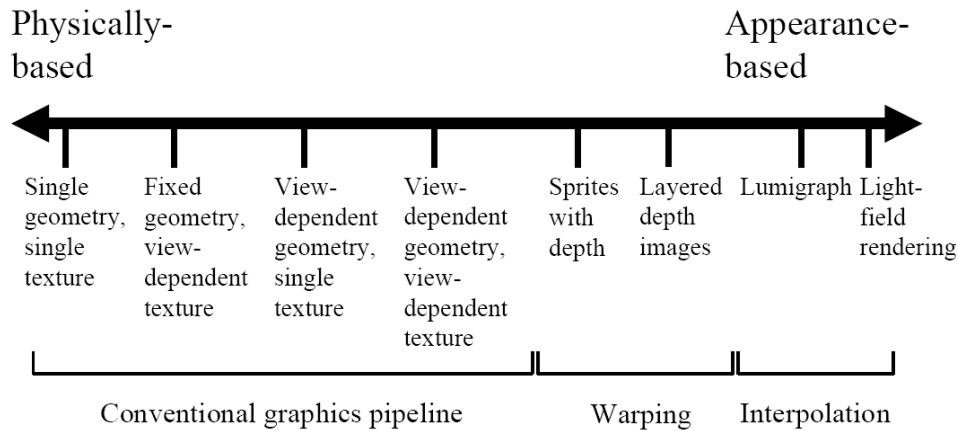 Physically-
based
Appearance-
based
Single
geometry,
single
texture
Fixed
geometry,
view-
dependent
texture
View-
dependent
geometry,
single
texture
View-
dependent
geometry,
view-
dependent
texture
Sprites
with
depth
Layered
depth
images
Lumigraph
Light-
field
rendering
Conventional graphics pipeline
Warping
Interpolation